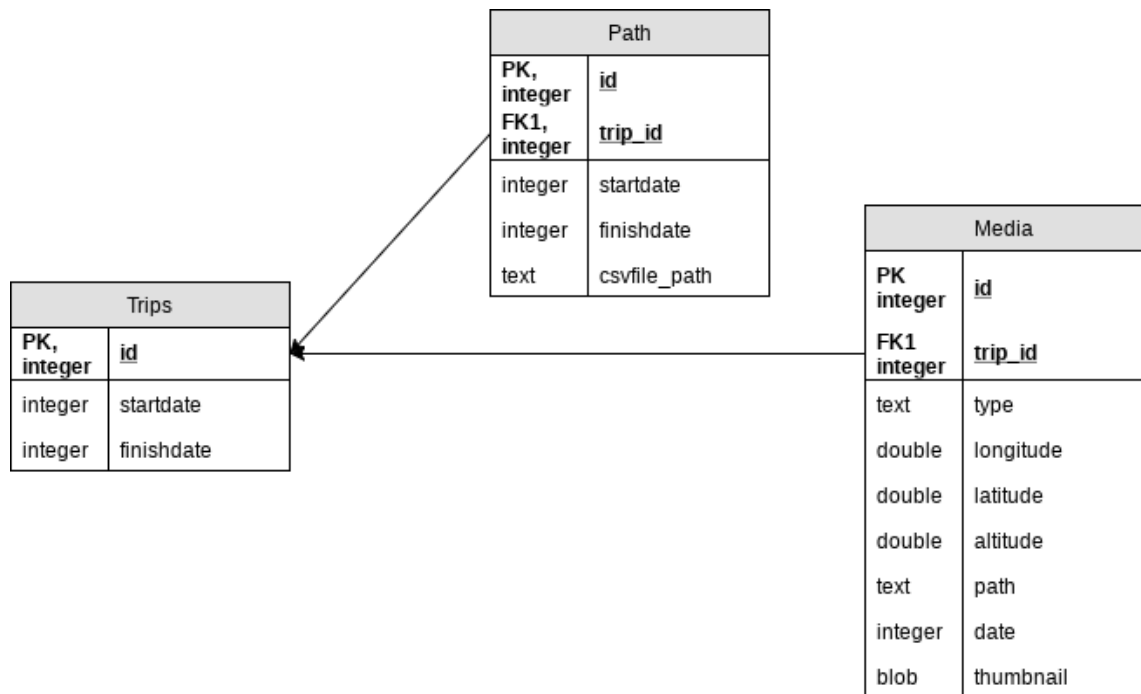 Path
PK,
integer
id
FK1,
integer
trip_id
integer startdate
integer finishdate
text csvfile_path
Media
PK
integer
id
FK1
integer
trip_id
text type
double longitude
double latitude
double altitude
text path
integer date
blob thumbnail
Trips
PK,
integer
id
integer startdate
integer finishdate